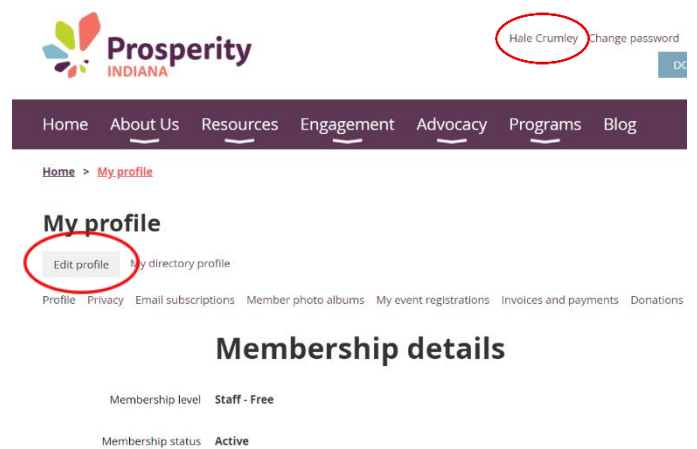 Prosperity
INDIANA
Hale Crumley Change password
Home About Us Resources Engagement Advocacy Programs Blog
Home > My profile
My profile
Edit profile My directory profile
Profile Privacy Email subscriptions Member photo albums My event registrations Invoices and payments Donations
Membership details
Membership level Staff - Free
Membership status Active